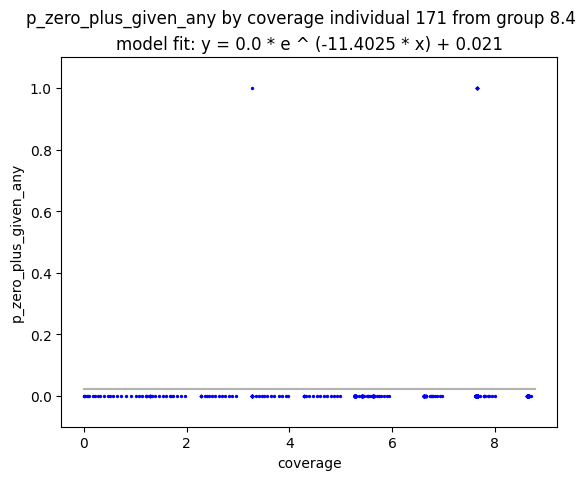 p_zero_plus_given_any by coverage individual 171 from group 8.4
model fit: y = 0.0 * e ^ (-11.4025 * x) + 0.021
1.0
0.8
0.6
0.4
0.2
0.0
p_zero_plus_given_any
0 2 4 6 8
coverage